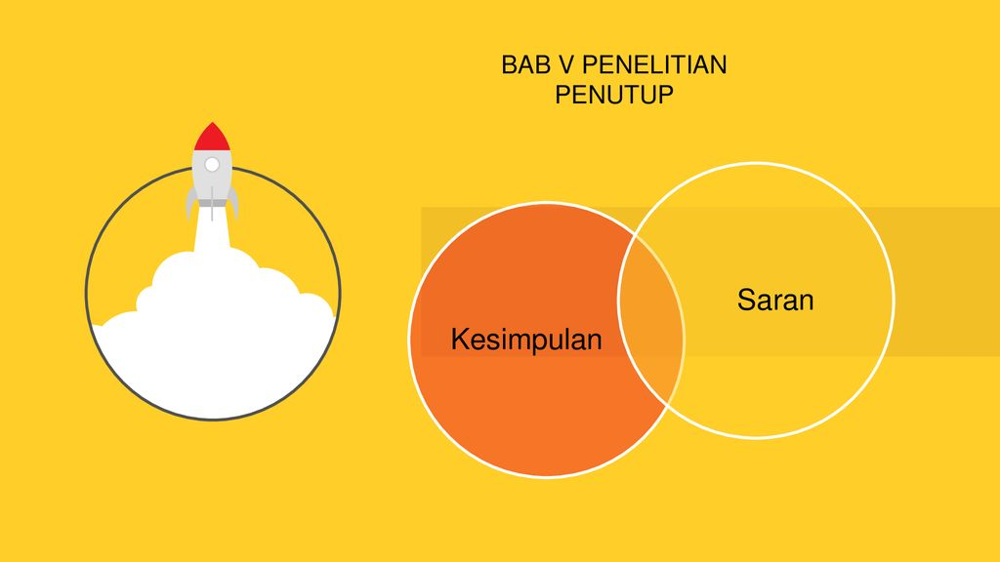 BAB V PENELITIAN
PENUTUP
Saran
Kesimpulan